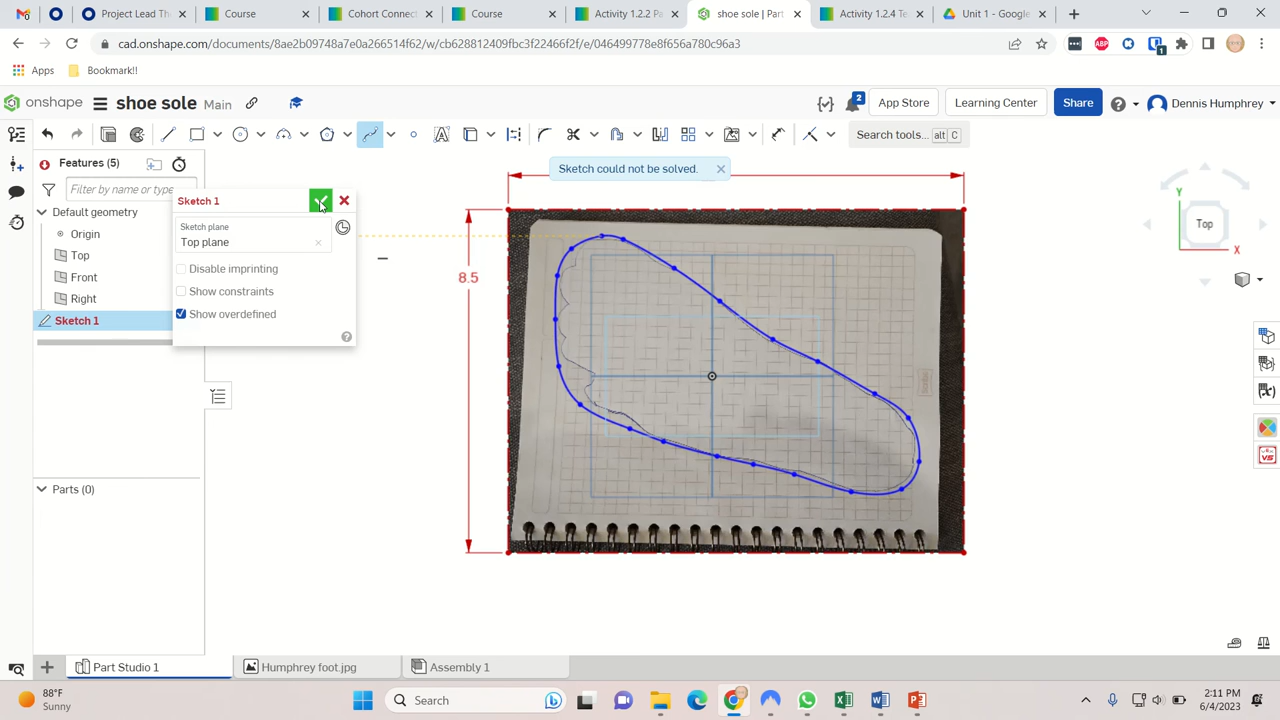 Project Lead Th
Course
Cohort Connect
Course
Activity 1.2.2 Pa
shoe sole | Part
Activity 1.2.4 Te
Unit 1 - Google
cad.onshape.com/documents/8ae2b09748a7e0a0f3614f62/w/cb28812409fbc3f22466f2f/e/046499778e8f656a780c96a3
Apps
Bookmark!!
onshape
shoe sole
Main
2
App Store
Learning Center
Share
Dennis Humphrey
Search tools...
alt
C
Features (5)
Sketch could not be solved.
Filter by name or type
Default geometry
Origin
Top
Front
Right
Sketch 1
Sketch 1
Sketch plane
Top plane
Disable imprinting
Show constraints
Show overdefined
8.5
Y
Top
X
Parts (0)
Part Studio 1
Humphrey foot.jpg
Assembly 1
88°F
Sunny
Search
2:11 PM
6/4/2023